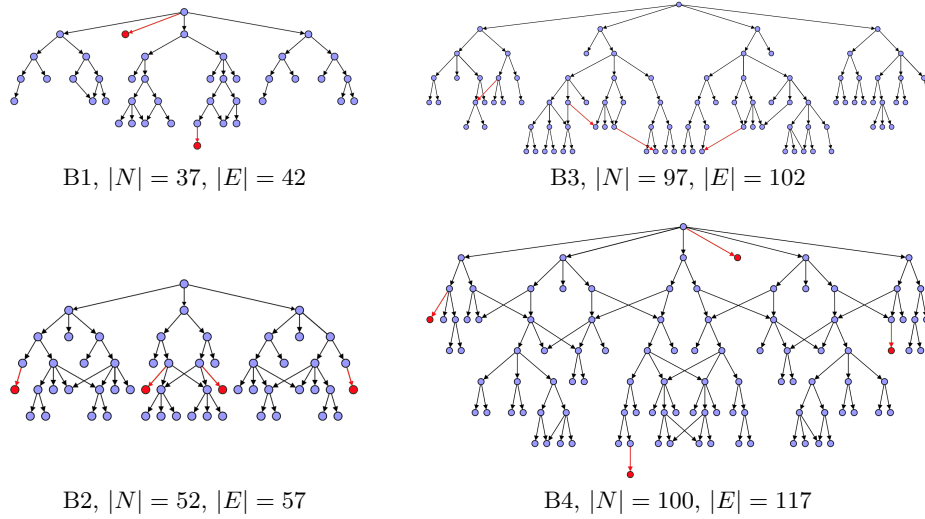 B1, |N| = 37, |E| = 42
B3, |N| = 97, |E| = 102
B2, |N| = 52, |E| = 57
B4, |N| = 100, |E| = 117